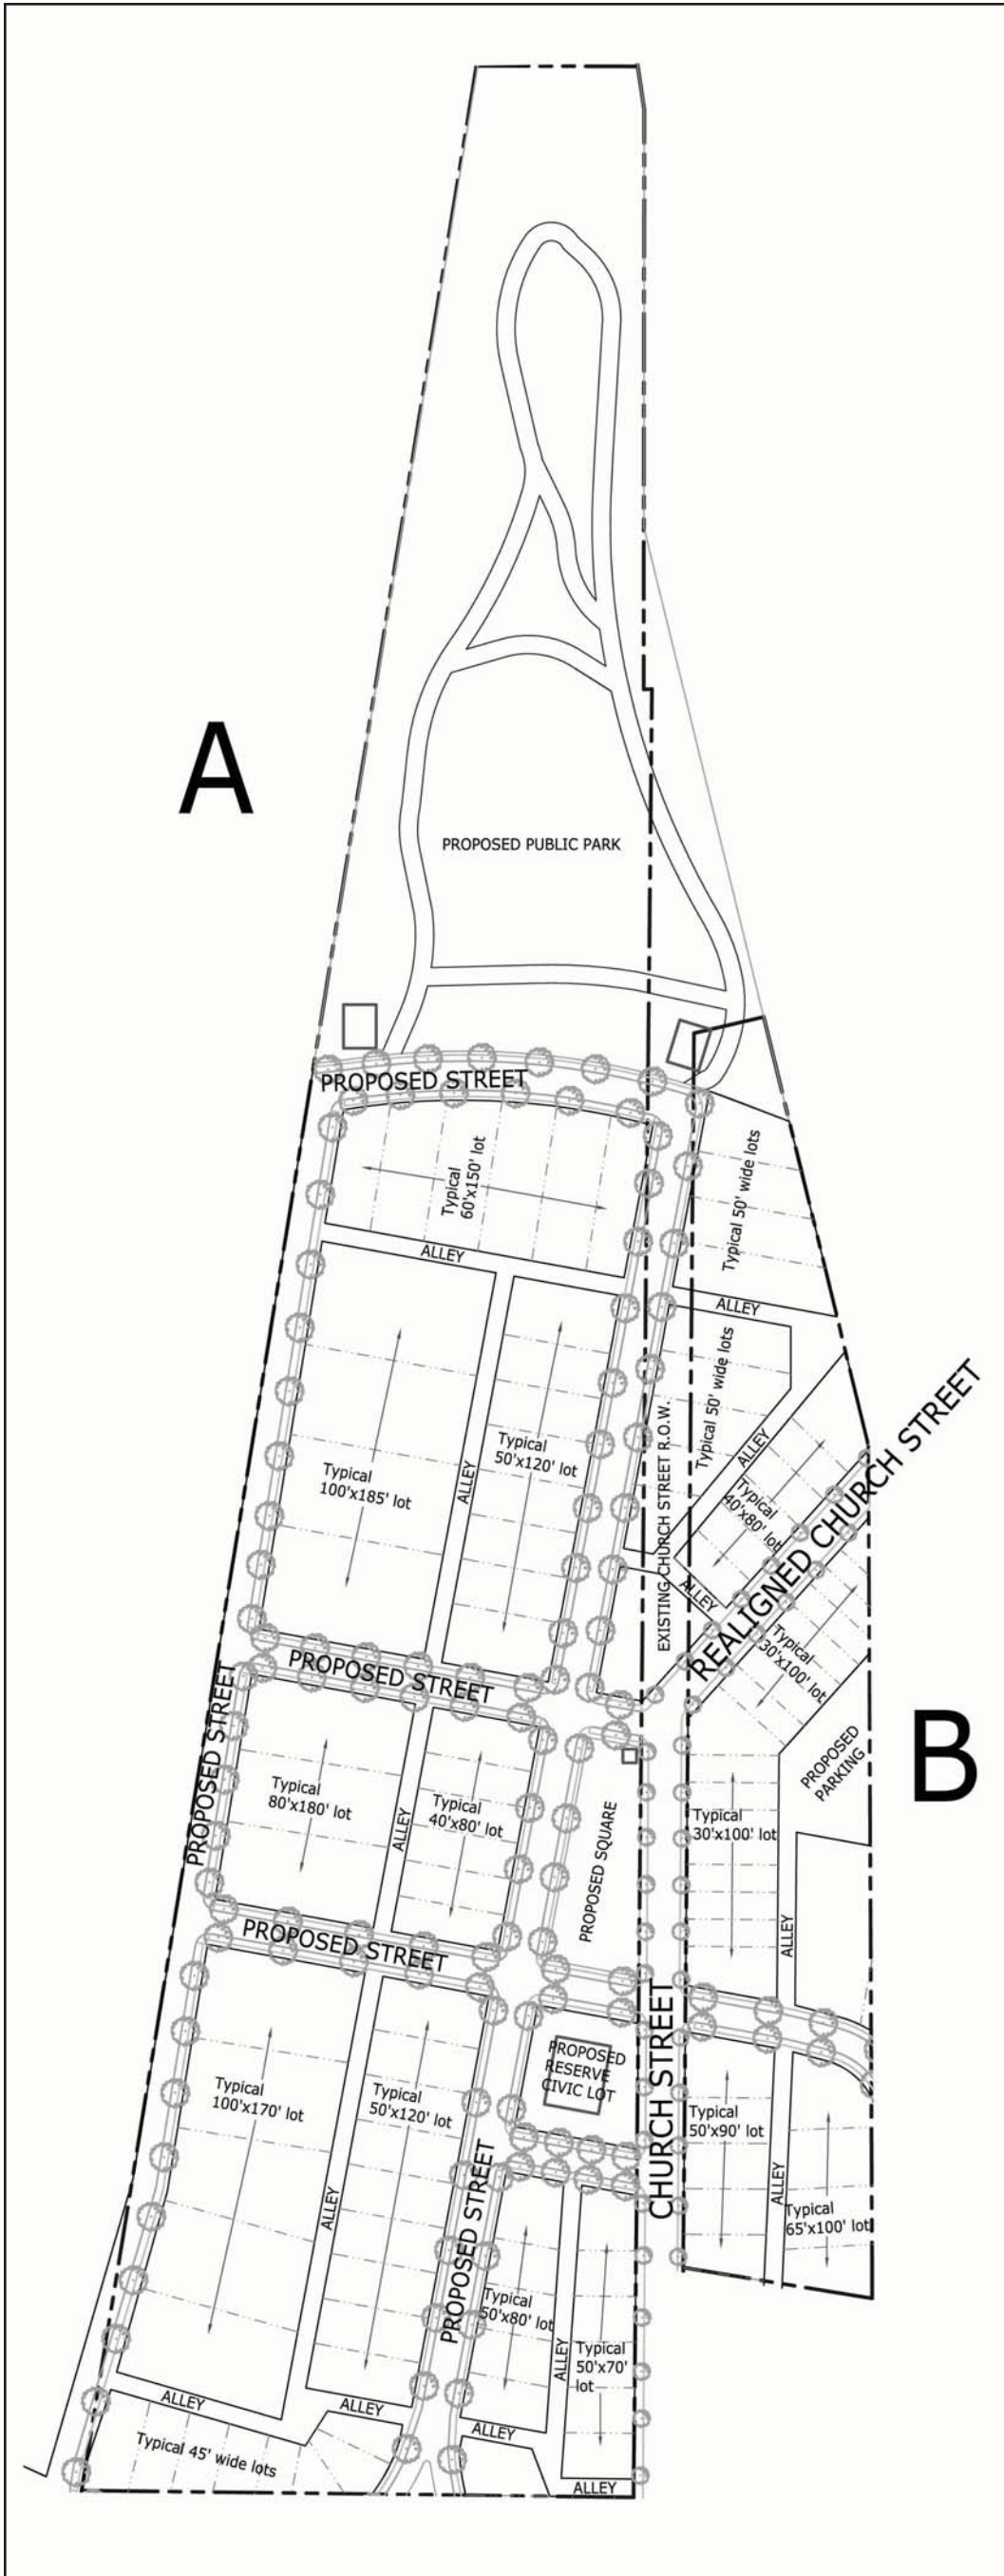 A
PROPOSED PUBLIC PARK
PROPOSED STREET
Typical
60'x150' lot
Typical 50' wide lots
ALLEY
ALLEY
Typical 50' wide lots
Typical
100'x185' lot
ALLEY
Typical
50'x120' lot
EXISTING CHURCH STREET R.O.W.
ALLEY
Typical
40'x80' lot
REALIGNED CHURCH STREET
ALLEY
Typical
30'x100' lot
PROPOSED STREET
PROPOSED STREET
B
PROPOSED
PARKING
Typical
80'x180' lot
ALLEY
Typical
40'x80' lot
PROPOSED SQUARE
Typical
30'x100' lot
ALLEY
PROPOSED STREET
CHURCH STREET
PROPOSED
RESERVE
CIVIC LOT
Typical
100'x170' lot
Typical
50'x120' lot
ALLEY
PROPOSED STREET
Typical
50'x90' lot
ALLEY
Typical
65'x100' lot
Typical
50'x80' lot
ALLEY
Typical
50'x70'
lot
ALLEY
ALLEY
ALLEY
Typical 45' wide lots
ALLEY